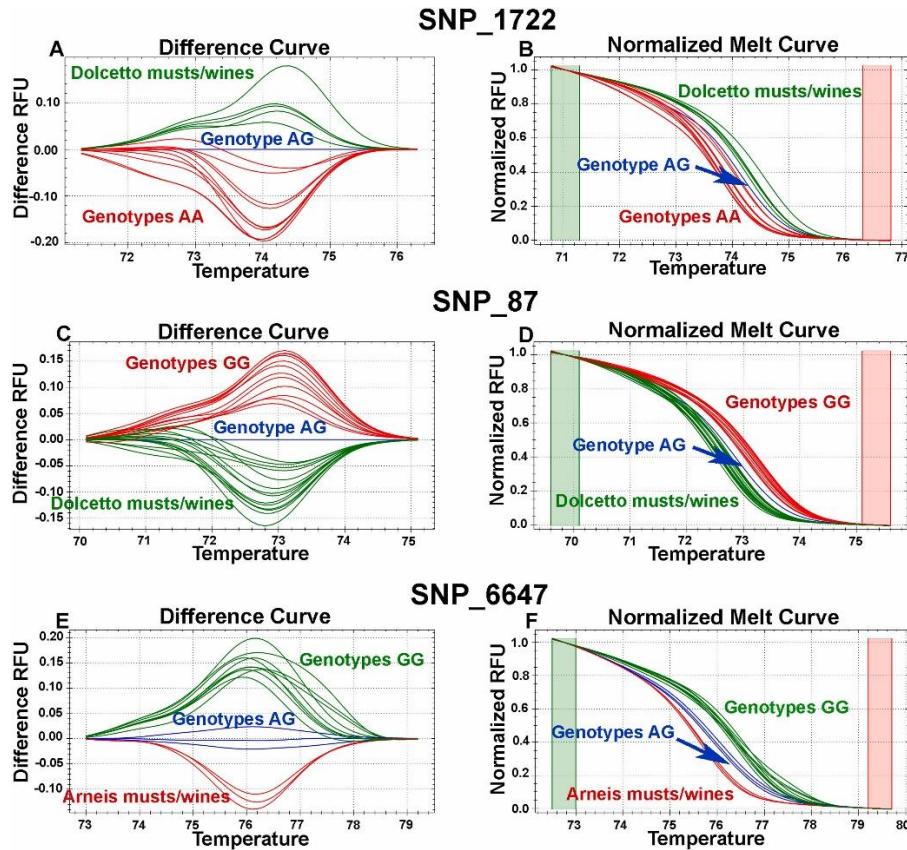 SNP_1722
A
Difference Curve
Dolcetto musts/wines
Genotype AG
Genotypes AA
Difference RFU
0.10
0.00
-0.10
-0.20
72 73 74 75 76
Temperature
B
Normalized Melt Curve
Dolcetto musts/wines
Genotype AG
Genotypes AA
Normalized RFU
1.0
0.8
0.6
0.4
0.2
0.0
71 72 73 74 75 76 77
Temperature
SNP_87
C
Difference Curve
Genotypes GG
Genotype AG
Dolcetto musts/wines
Difference RFU
0.15
0.10
0.05
0.00
-0.05
-0.10
-0.15
70 71 72 73 74 75
Temperature
D
Normalized Melt Curve
Genotypes GG
Genotype AG
Dolcetto musts/wines
Normalized RFU
1.0
0.8
0.6
0.4
0.2
0.0
70 71 72 73 74 75
Temperature
SNP_6647
E
Difference Curve
Genotypes GG
Genotypes AG
Arneis musts/wines
Difference RFU
0.20
0.15
0.10
0.05
0.00
-0.05
-0.10
73 74 75 76 77 78 79
Temperature
F
Normalized Melt Curve
Genotypes GG
Genotypes AG
Arneis musts/wines
Normalized RFU
1.0
0.8
0.6
0.4
0.2
0.0
73 74 75 76 77 78 79 80
Temperature